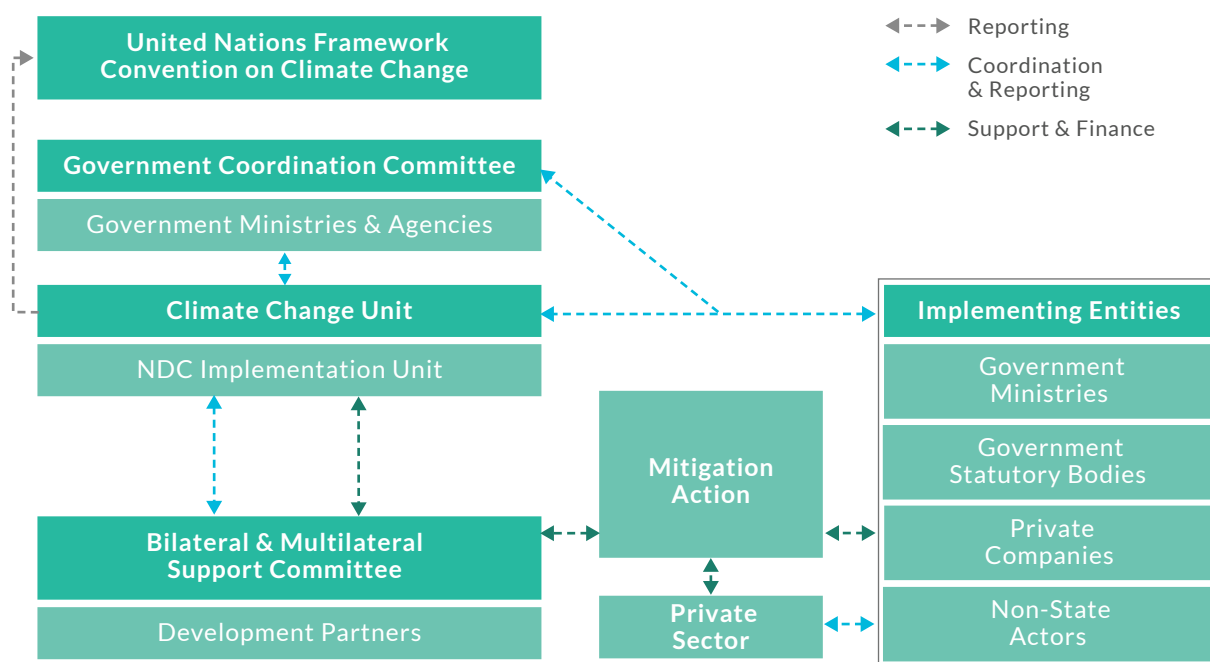 United Nations Framework
Convention on Climate Change
Reporting
Coordination
& Reporting
Support & Finance
Government Coordination Committee
Government Ministries & Agencies
Climate Change Unit
NDC Implementation Unit
Implementing Entities
Government
Ministries
Government
Statutory Bodies
Private
Companies
Non-State
Actors
Mitigation
Action
Private
Sector
Bilateral & Multilateral
Support Committee
Development Partners